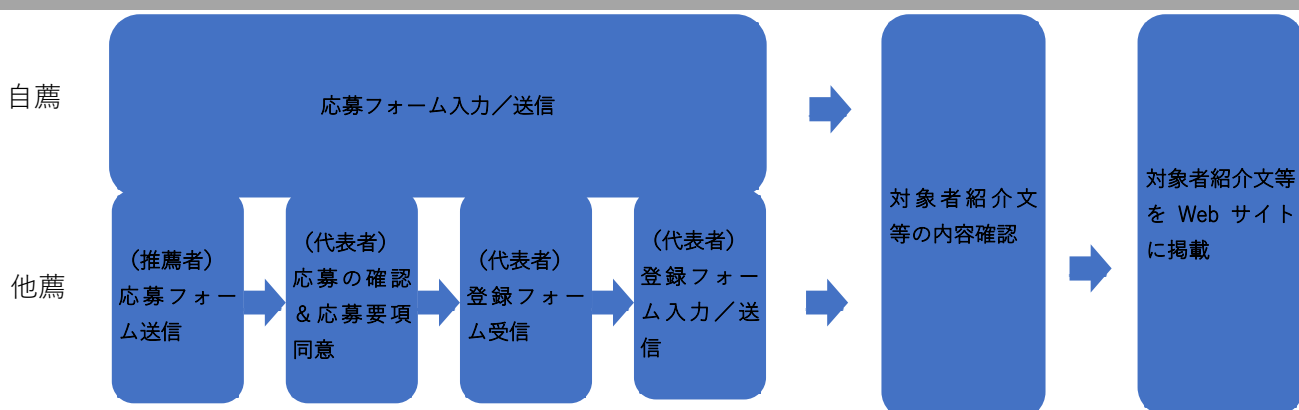 自薦
応募フォーム入力／送信
他薦
（推薦者）
応募フォー
ム送信
（代表者）
応募の確認
＆応募要項
同意
（代表者）
登録フォー
ム受信
（代表者）
登録フォー
ム入力／送
信
対象者紹介文
等の内容確認
対象者紹介文等
を Web サイト
に掲載